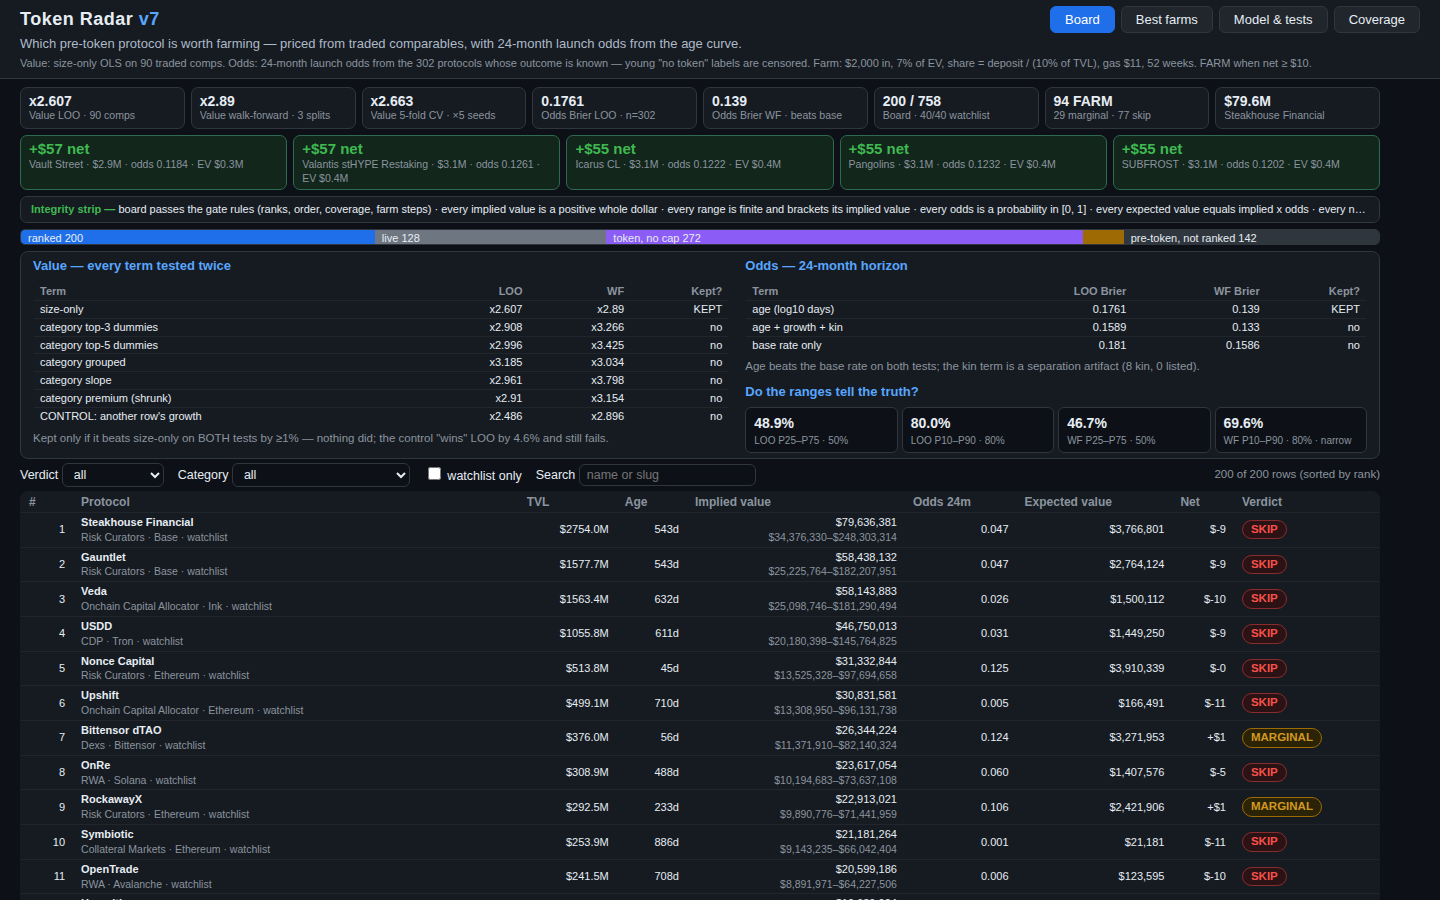 Token Radar v7
Board
Best farms
Model & tests
Coverage
Which pre-token protocol is worth farming — priced from traded comparables, with 24-month launch odds from the age curve.
Value: size-only OLS on 90 traded comps. Odds: 24-month launch odds from the 302 protocols whose outcome is known — young "no token" labels are censored. Farm: $2,000 in, 7% of EV, share = deposit / (10% of TVL), gas $11, 52 weeks. FARM when net ≥ $10.
x2.607
Value LOO · 90 comps
x2.89
Value walk-forward · 3 splits
x2.663
Value 5-fold CV · ×5 seeds
0.1761
Odds Brier LOO · n=302
0.139
Odds Brier WF · beats base
200 / 758
Board · 40/40 watchlist
94 FARM
29 marginal · 77 skip
$79.6M
Steakhouse Financial
+$57 net
Vault Street · $2.9M · odds 0.1184 · EV $0.3M
+$57 net
Valantis stHYPE Restaking · $3.1M · odds 0.1261 ·
EV $0.4M
+$55 net
Icarus CL · $3.1M · odds 0.1222 · EV $0.4M
+$55 net
Pangolins · $3.1M · odds 0.1232 · EV $0.4M
+$55 net
SUBFROST · $3.1M · odds 0.1202 · EV $0.4M
Integrity strip — board passes the gate rules (ranks, order, coverage, farm steps) · every implied value is a positive whole dollar · every range is finite and brackets its implied value · every odds is a probability in [0, 1] · every expected value equals implied x odds · every n…
ranked 200
live 128
token, no cap 272
pre-token, not ranked 142
Value — every term tested twice
Term LOO WF Kept?
size-only x2.607 x2.89 KEPT
category top-3 dummies x2.908 x3.266 no
category top-5 dummies x2.996 x3.425 no
category grouped x3.185 x3.034 no
category slope x2.961 x3.798 no
category premium (shrunk) x2.91 x3.154 no
CONTROL: another row's growth x2.486 x2.896 no
Kept only if it beats size-only on BOTH tests by ≥1% — nothing did; the control "wins" LOO by 4.6% and still fails.
Odds — 24-month horizon
Term LOO Brier WF Brier Kept?
age (log10 days) 0.1761 0.139 KEPT
age + growth + kin 0.1589 0.133 no
base rate only 0.181 0.1586 no
Age beats the base rate on both tests; the kin term is a separation artifact (8 kin, 0 listed).
Do the ranges tell the truth?
48.9%
LOO P25–P75 · 50%
80.0%
LOO P10–P90 · 80%
46.7%
WF P25–P75 · 50%
69.6%
WF P10–P90 · 80% · narrow
Verdict all Category all watchlist only Search name or slug 200 of 200 rows (sorted by rank)
# Protocol TVL Age Implied value Odds 24m Expected value Net Verdict
1 Steakhouse Financial $2754.0M 543d $79,636,381 0.047 $3,766,801 $-9 SKIP
Risk Curators · Base · watchlist $34,376,330–$248,303,314
2 Gauntlet $1577.7M 543d $58,438,132 0.047 $2,764,124 $-9 SKIP
Risk Curators · Base · watchlist $25,225,764–$182,207,951
3 Veda $1563.4M 632d $58,143,883 0.026 $1,500,112 $-10 SKIP
Onchain Capital Allocator · Ink · watchlist $25,098,746–$181,290,494
4 USDD $1055.8M 611d $46,750,013 0.031 $1,449,250 $-9 SKIP
CDP · Tron · watchlist $20,180,398–$145,764,825
5 Nonce Capital $513.8M 45d $31,332,844 0.125 $3,910,339 $-0 SKIP
Risk Curators · Ethereum · watchlist $13,525,328–$97,694,658
6 Upshift $499.1M 710d $30,831,581 0.005 $166,491 $-11 SKIP
Onchain Capital Allocator · Ethereum · watchlist $13,308,950–$96,131,738
7 Bittensor dTAO $376.0M 56d $26,344,224 0.124 $3,271,953 +$1 MARGINAL
Dexs · Bittensor · watchlist $11,371,910–$82,140,324
8 OnRe $308.9M 488d $23,617,054 0.060 $1,407,576 $-5 SKIP
RWA · Solana · watchlist $10,194,683–$73,637,108
9 RockawayX $292.5M 233d $22,913,021 0.106 $2,421,906 +$1 MARGINAL
Risk Curators · Ethereum · watchlist $9,890,776–$71,441,959
10 Symbiotic $253.9M 886d $21,181,264 0.001 $21,181 $-11 SKIP
Collateral Markets · Ethereum · watchlist $9,143,235–$66,042,404
11 OpenTrade $241.5M 708d $20,599,186 0.006 $123,595 $-10 SKIP
RWA · Avalanche · watchlist $8,891,971–$64,227,506